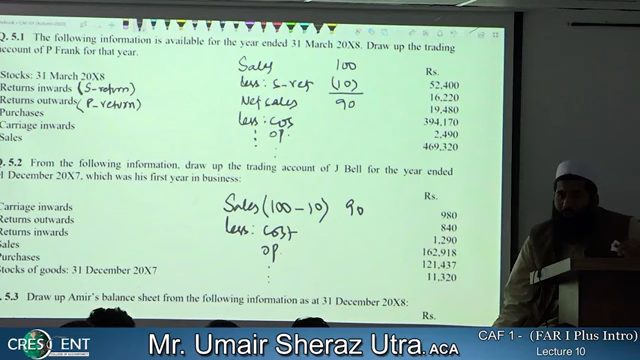 Q. 5.1 The following information is available for the year ended 31 March 20X8. Draw up the trading
account of P Frank for that year.
Sales 100
Rs.
Stocks: 31 March 20X8
Less: S-ret (10)
52,400
Returns inwards (S-return)
16,220
Returns outwards (P-return)
Net sales 90
19,480
Purchases
Less: cos
394,170
Carriage inwards
op.
2,490
Sales
469,320
Q. 5.2 From the following information, draw up the trading account of J Bell for the year ended
31 December 20X7, which was his first year in business:
Rs.
Carriage inwards
Sales (100-10) 90
980
Returns outwards
Less: cost
840
Returns inwards
1,290
Sales
op.
162,918
Purchases
121,437
Stocks of goods: 31 December 20X7
11,320
. 5.3 Draw up Amir's balance sheet from the following information as at 31 December 20X8:
Rs.
CRESCENT
Mr. Umair Sheraz Utra. ACA
CAF 1 - (FAR I Plus Intro)
Lecture 10